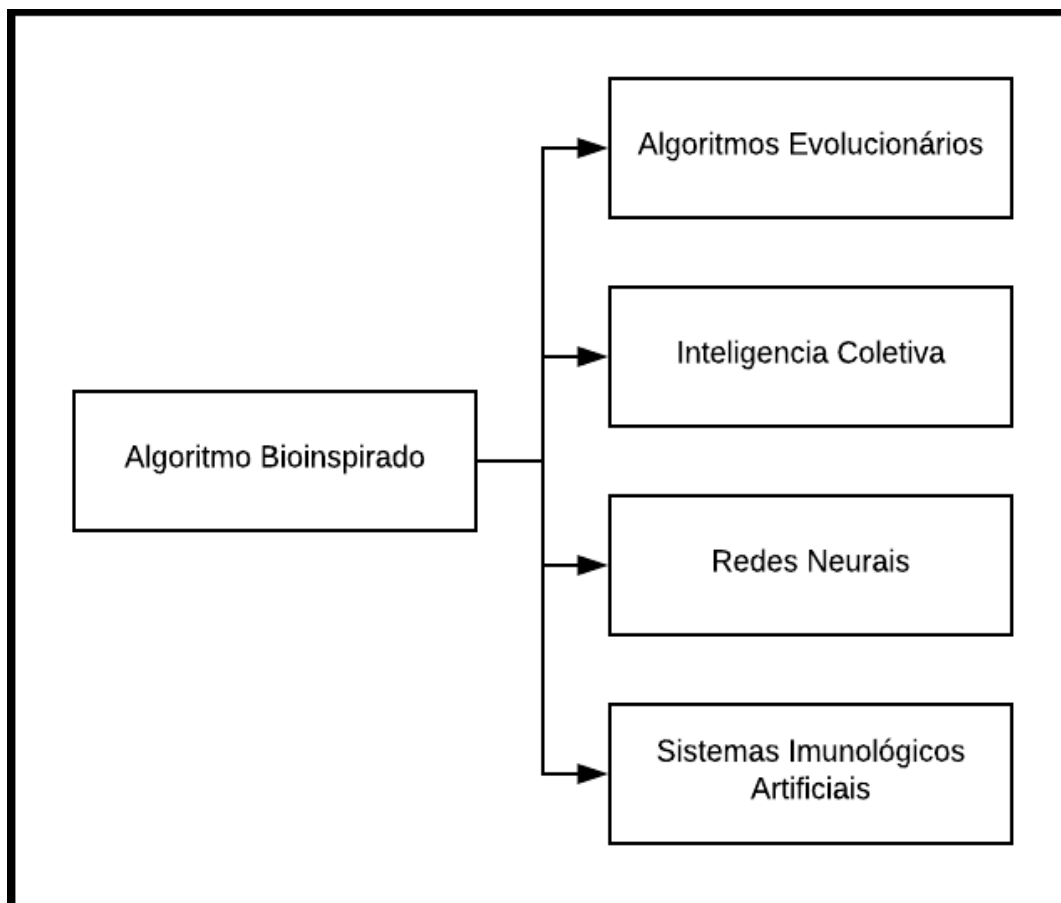 Algoritmos Evolucionários
Inteligencia Coletiva
Algoritmo Bioinspirado
Redes Neurais
Sistemas Imunológicos
Artificiais